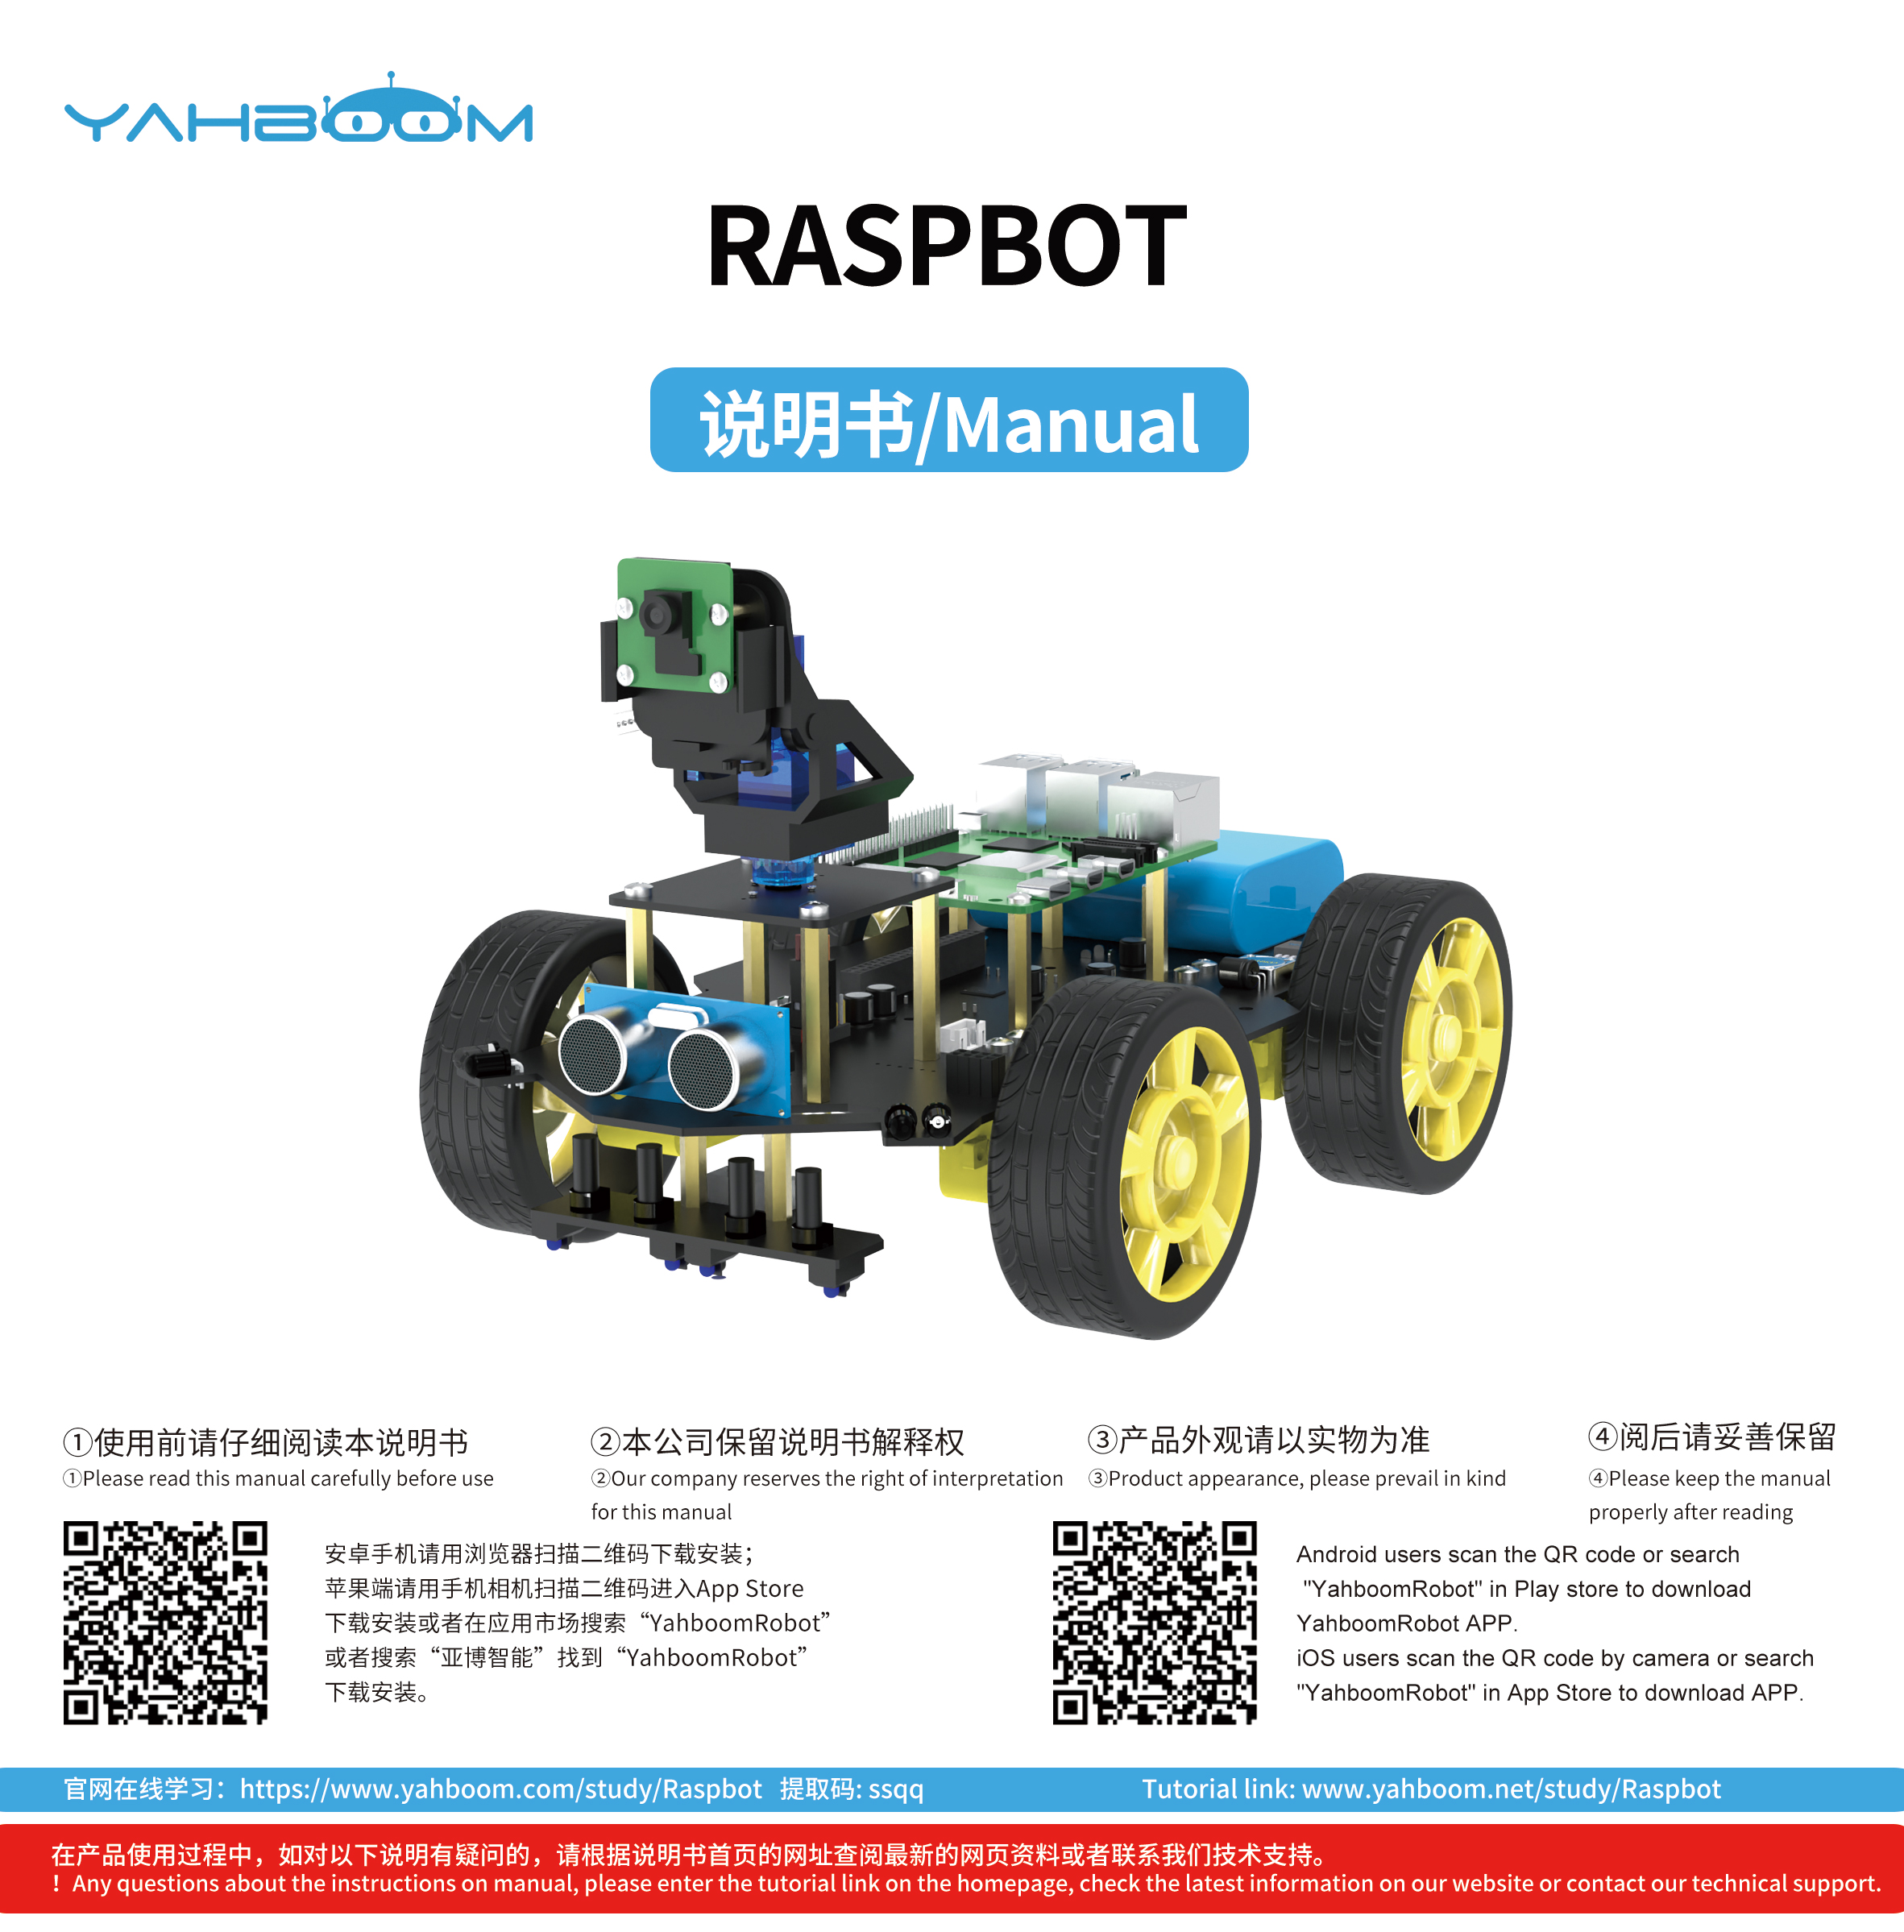 YAHBOOM
RASPBOT
说明书/Manual
①使用前请仔细阅读本说明书
①Please read this manual carefully before use
②本公司保留说明书解释权
②Our company reserves the right of interpretation
for this manual
③产品外观请以实物为准
③Product appearance, please prevail in kind
④阅后请妥善保留
④Please keep the manual
properly after reading
安卓手机请用浏览器扫描二维码下载安装；
苹果端请用手机相机扫描二维码进入App Store
下载安装或者在应用市场搜索“YahboomRobot”
或者搜索“亚博智能”找到“YahboomRobot”
下载安装。
Android users scan the QR code or search
"YahboomRobot" in Play store to download
YahboomRobot APP.
iOS users scan the QR code by camera or search
"YahboomRobot" in App Store to download APP.
官网在线学习：https://www.yahboom.com/study/Raspbot 提取码: ssqq
Tutorial link: www.yahboom.net/study/Raspbot
在产品使用过程中，如对以下说明有疑问的，请根据说明书首页的网址查阅最新的网页资料或者联系我们技术支持。
！Any questions about the instructions on manual, please enter the tutorial link on the homepage, check the latest information on our website or contact our technical support.